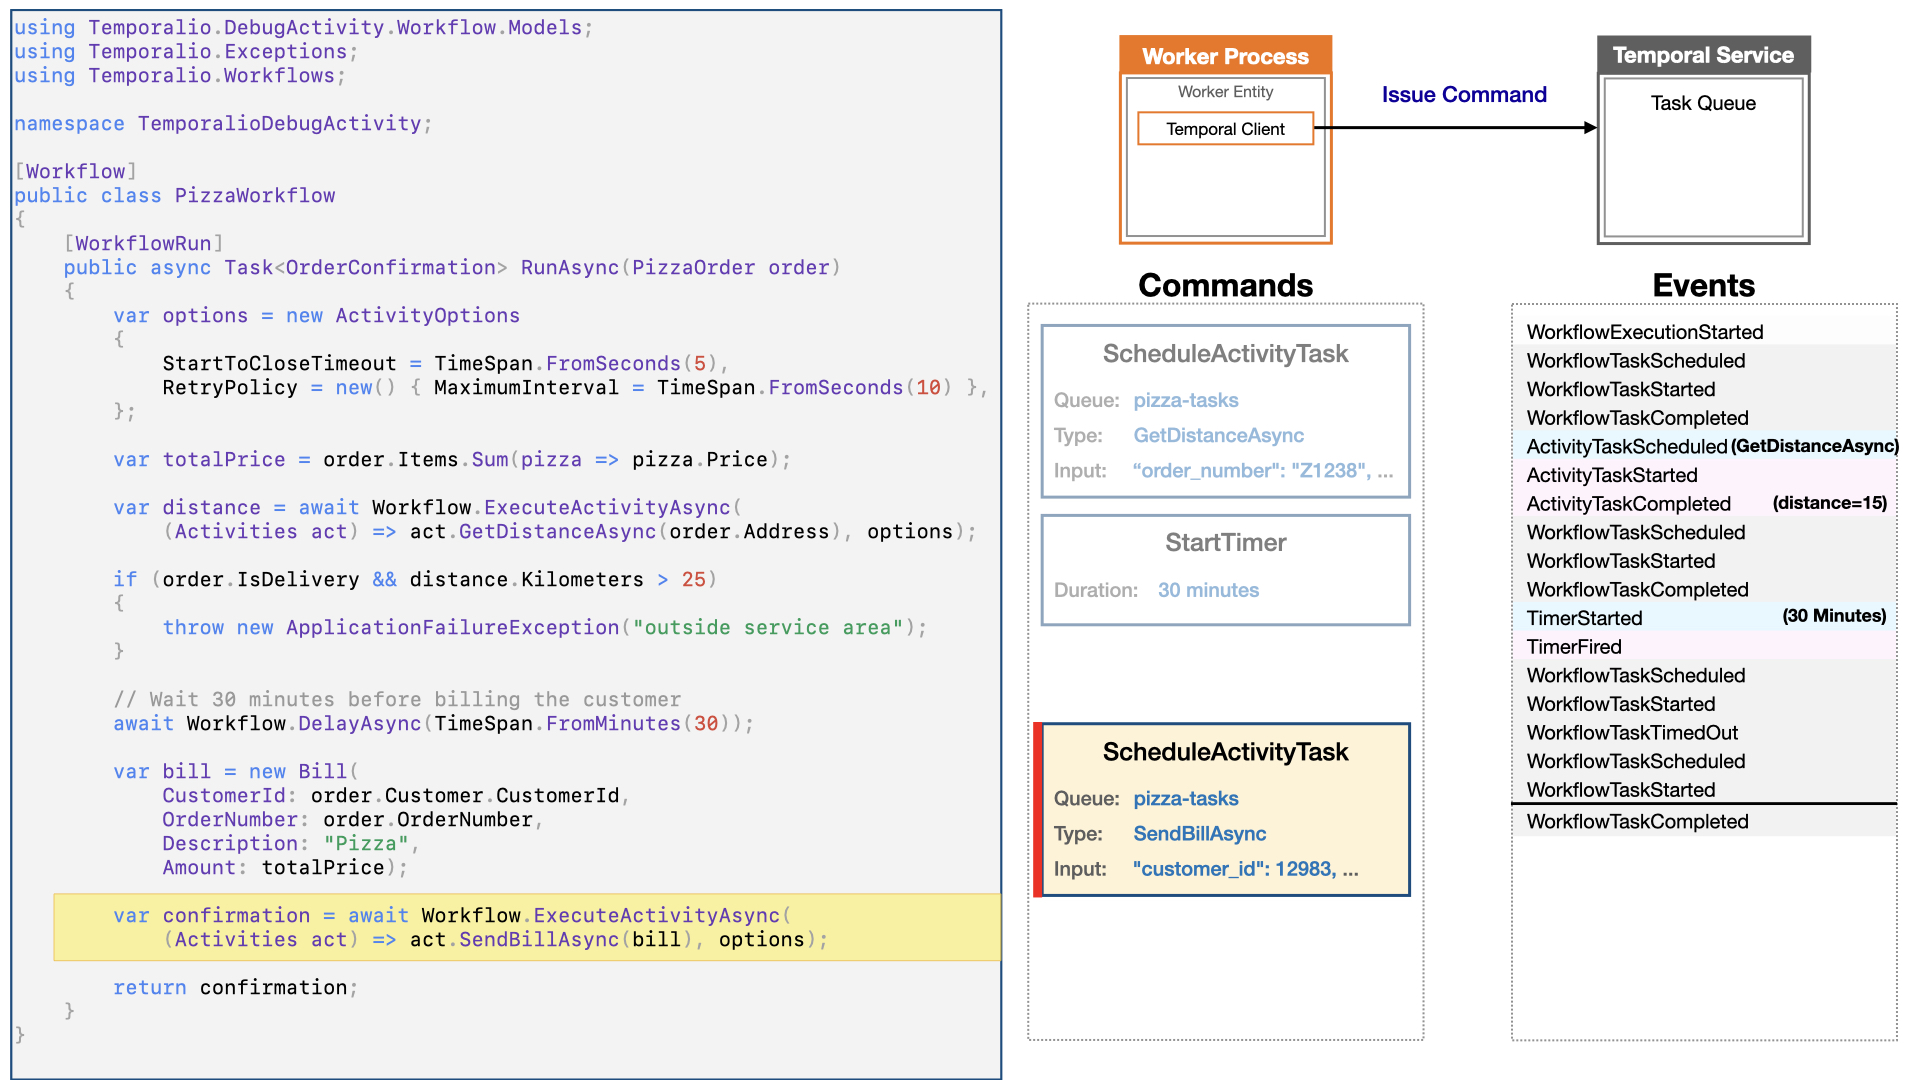 using Temporalio.DebugActivity.Workflow.Models;
using Temporalio.Exceptions;
using Temporalio.Workflows;
namespace TemporalioDebugActivity;
[Workflow]
public class PizzaWorkflow
{
[WorkflowRun]
public async Task<OrderConfirmation> RunAsync(PizzaOrder order)
{
var options = new ActivityOptions
{
StartToCloseTimeout = TimeSpan.FromSeconds(5),
RetryPolicy = new() { MaximumInterval = TimeSpan.FromSeconds(10) },
};
var totalPrice = order.Items.Sum(pizza => pizza.Price);
var distance = await Workflow.ExecuteActivityAsync(
(Activities act) => act.GetDistanceAsync(order.Address), options);
if (order.IsDelivery && distance.Kilometers > 25)
{
throw new ApplicationFailureException("outside service area");
}
// Wait 30 minutes before billing the customer
await Workflow.DelayAsync(TimeSpan.FromMinutes(30));
var bill = new Bill(
CustomerId: order.Customer.CustomerId,
OrderNumber: order.OrderNumber,
Description: "Pizza",
Amount: totalPrice);
var confirmation = await Workflow.ExecuteActivityAsync(
(Activities act) => act.SendBillAsync(bill), options);
return confirmation;
}
}
Worker Process
Worker Entity
Temporal Client
Issue Command
Temporal Service
Task Queue
Commands
ScheduleActivityTask
Queue: pizza-tasks
Type: GetDistanceAsync
Input: “order_number": "Z1238", ...
StartTimer
Duration: 30 minutes
ScheduleActivityTask
Queue: pizza-tasks
Type: SendBillAsync
Input: "customer_id": 12983, ...
Events
WorkflowExecutionStarted
WorkflowTaskScheduled
WorkflowTaskStarted
WorkflowTaskCompleted
ActivityTaskScheduled (GetDistanceAsync)
ActivityTaskStarted
ActivityTaskCompleted (distance=15)
WorkflowTaskScheduled
WorkflowTaskStarted
WorkflowTaskCompleted
TimerStarted (30 Minutes)
TimerFired
WorkflowTaskScheduled
WorkflowTaskStarted
WorkflowTaskTimedOut
WorkflowTaskScheduled
WorkflowTaskStarted
WorkflowTaskCompleted